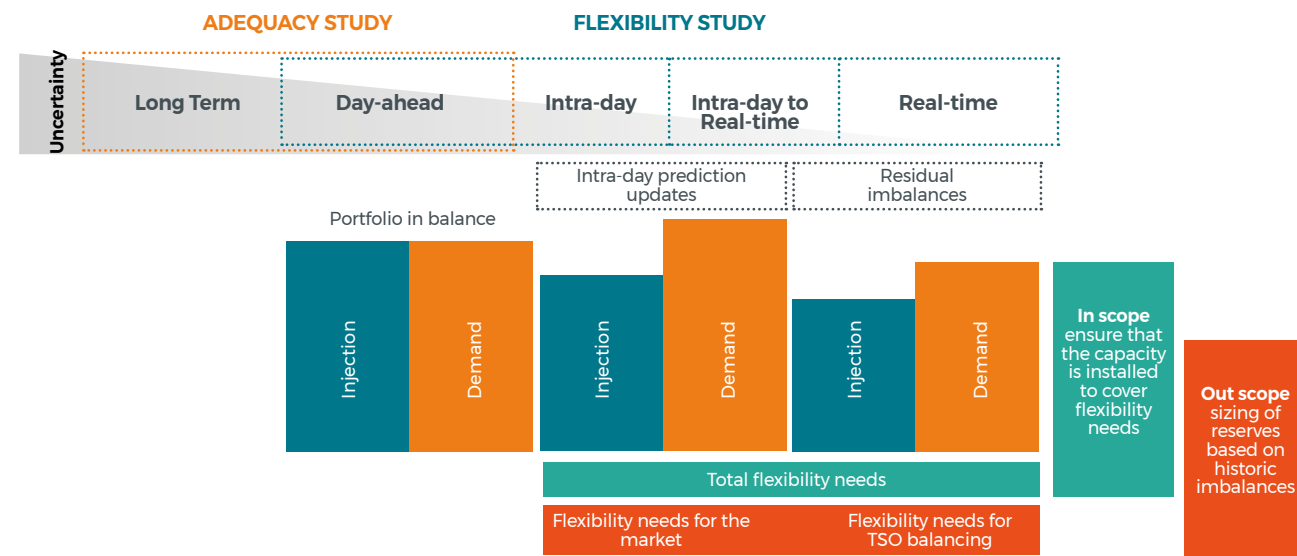 ADEQUACY STUDY
FLEXIBILITY STUDY
Uncertainty
Long Term
Day-ahead
Intra-day
Intra-day to
Real-time
Real-time
Intra-day prediction
updates
Residual
imbalances
Portfolio in balance
Injection
Demand
Injection
Demand
Injection
Demand
In scope
ensure that
the capacity
is installed
to cover
flexibility
needs
Out scope
sizing of
reserves
based on
historic
imbalances
Total flexibility needs
Flexibility needs for the
market
Flexibility needs for
TSO balancing